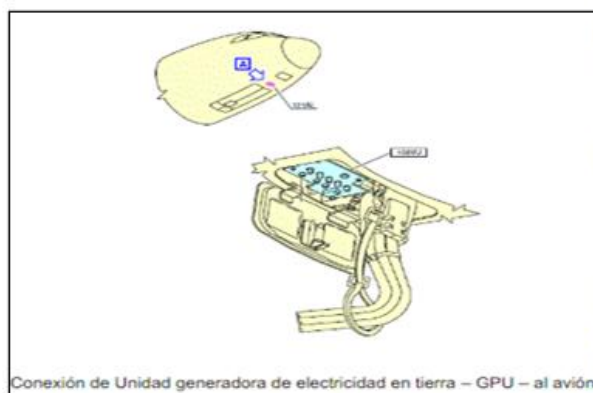 A
Conexión de Unidad generadora de electricidad en tierra – GPU – al avión